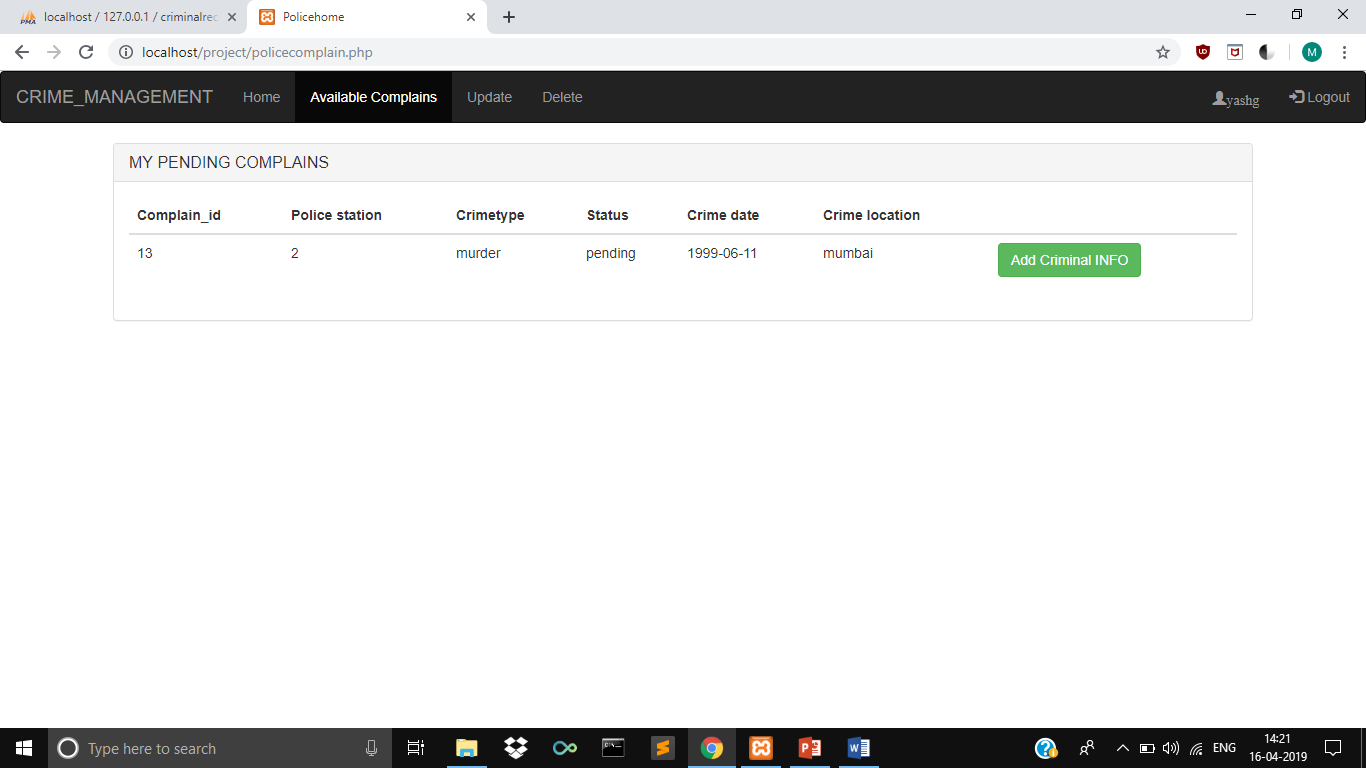 localhost / 127.0.0.1 / criminalrec
Policehome
localhost/project/policecomplain.php
M
CRIME_MANAGEMENT Home Available Complains Update Delete yashg Logout
MY PENDING COMPLAINS
Complain_id Police station Crimetype Status Crime date Crime location
13 2 murder pending 1999-06-11 mumbai Add Criminal INFO
Type here to search
ENG
14:21
16-04-2019